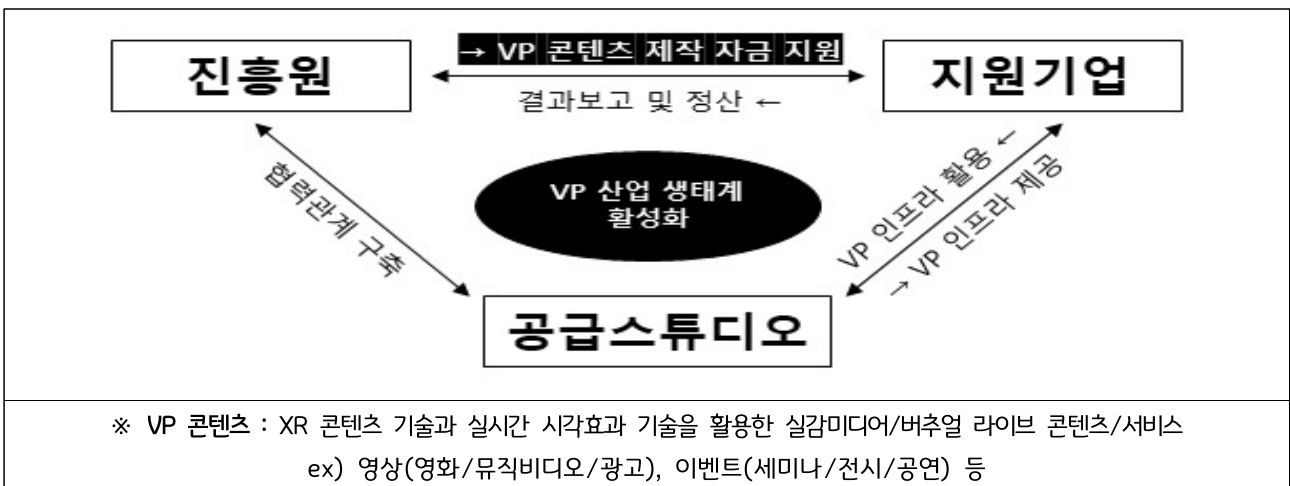 → VP 콘텐츠 제작 자금 지원
진흥원
지원기업
결과보고 및 정산 ←
협력관계 구축
VP 산업 생태계
활성화
VP 인프라 활용 ←
→ VP 인프라 제공
공급스튜디오
※ VP 콘텐츠 : XR 콘텐츠 기술과 실시간 시각효과 기술을 활용한 실감미디어/버추얼 라이브 콘텐츠/서비스
ex) 영상(영화/뮤직비디오/광고), 이벤트(세미나/전시/공연) 등